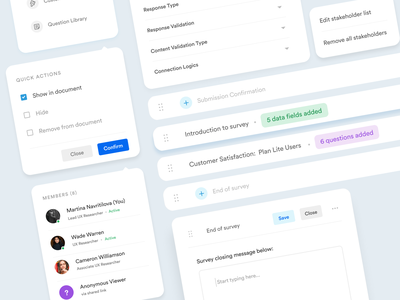 Question Library
QUICK ACTIONS
Show in document
Hide
Remove from document
Close
Confirm
MEMBERS (4)
Martina Navritilova (You)
Lead UX Researcher • Active
Wade Warren
UX Researcher • Active
Cameron Williamson
Associate UX Researcher
?
Anonymous Viewer
via shared link
Response Type
Response Validation
Content Validation Type
Connection Logics
Edit stakeholder list
Remove all stakeholders
Submission Confirmation
Introduction to survey • 5 data fields added
Customer Satisfaction: Plan Lite Users • 6 questions added
End of survey
End of survey
Save
Close
Survey closing message below:
Start typing here...